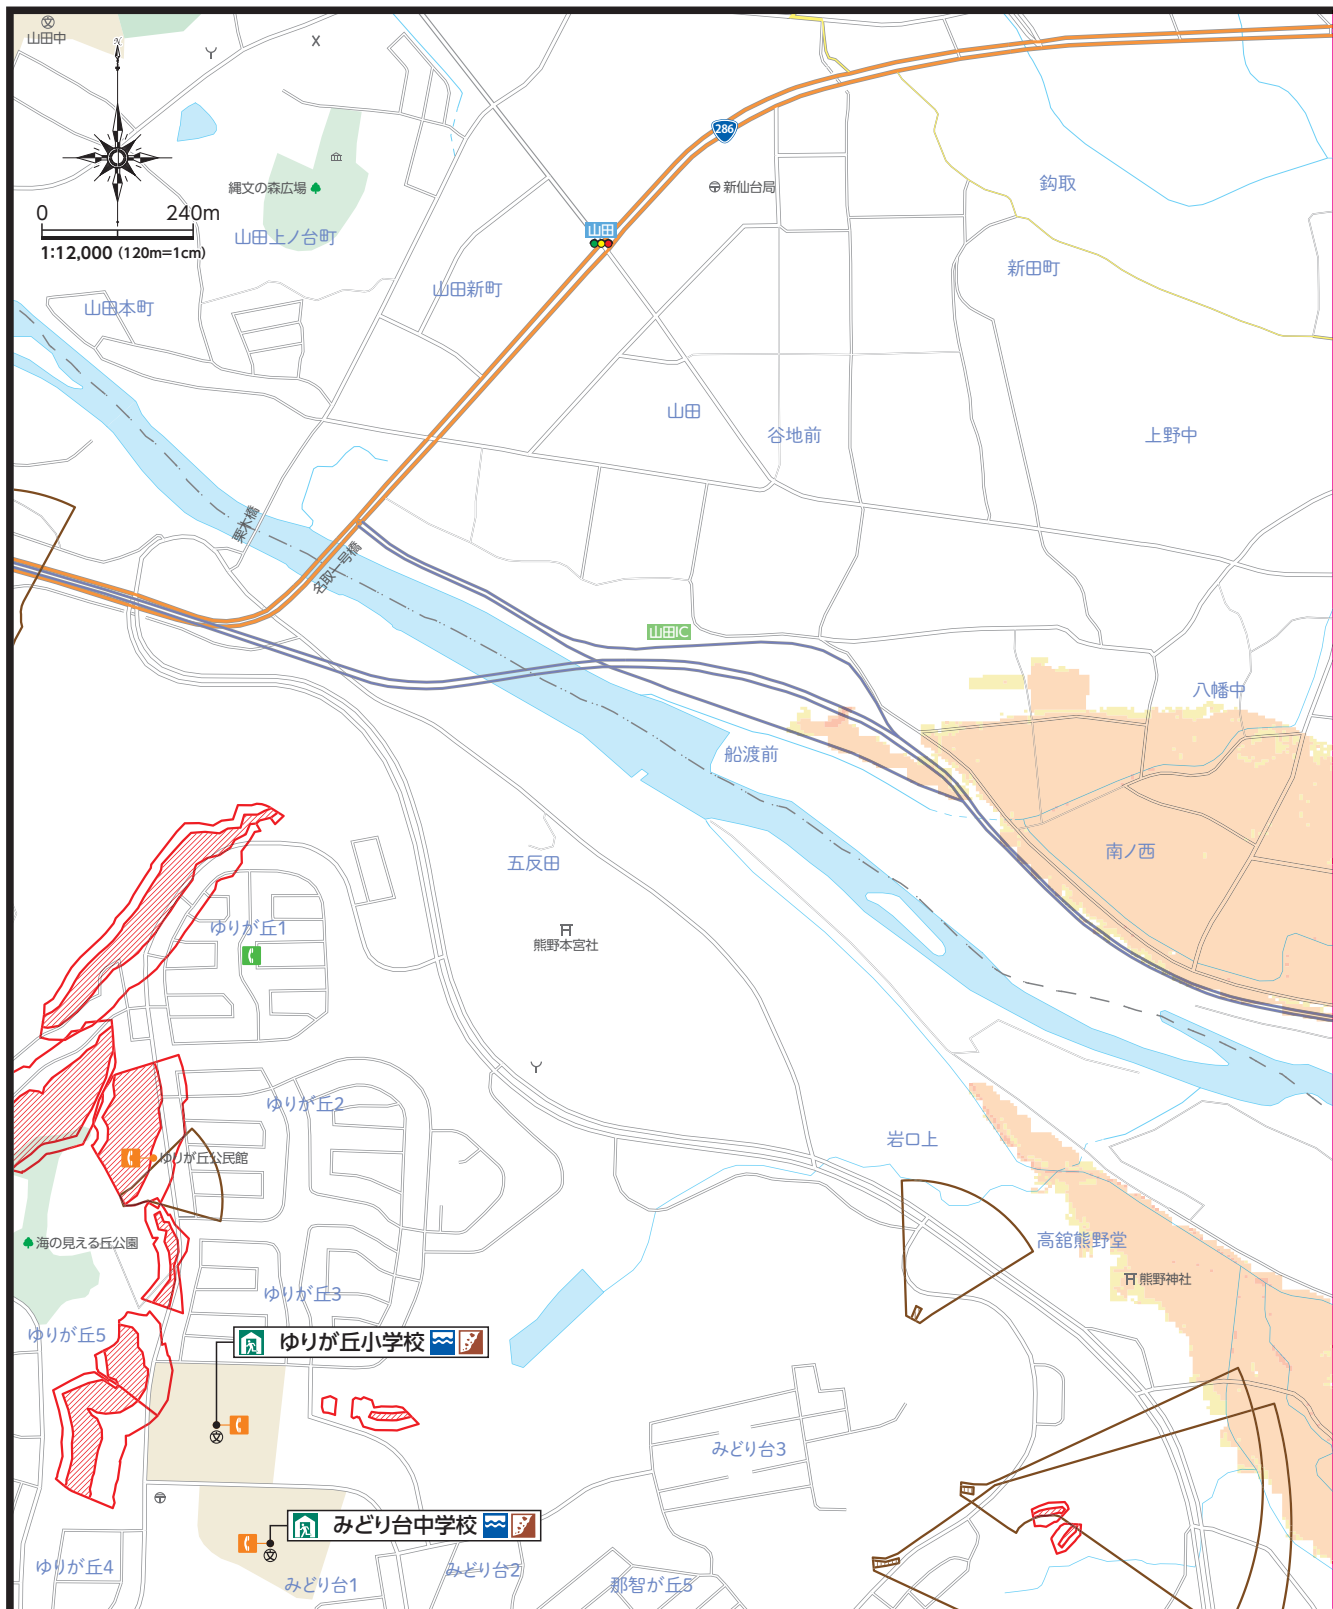 山田中
N
286
鈎取
縄文の森広場
新仙台局
0 240m
山田
山田上ノ台町
1:12,000 (120m=1cm)
新田町
山田新町
山田本町
山田
谷地前
上野中
栗木橋
名取一号橋
山田IC
八幡中
船渡前
南ノ西
五反田
ゆりが丘1
熊野本宮社
ゆりが丘2
岩口上
ゆりが丘公民館
海の見える丘公園
高舘熊野堂
熊野神社
ゆりが丘3
ゆりが丘5
ゆりが丘小学校
みどり台3
みどり台中学校
ゆりが丘4
みどり台1
みどり台2
那智が丘5